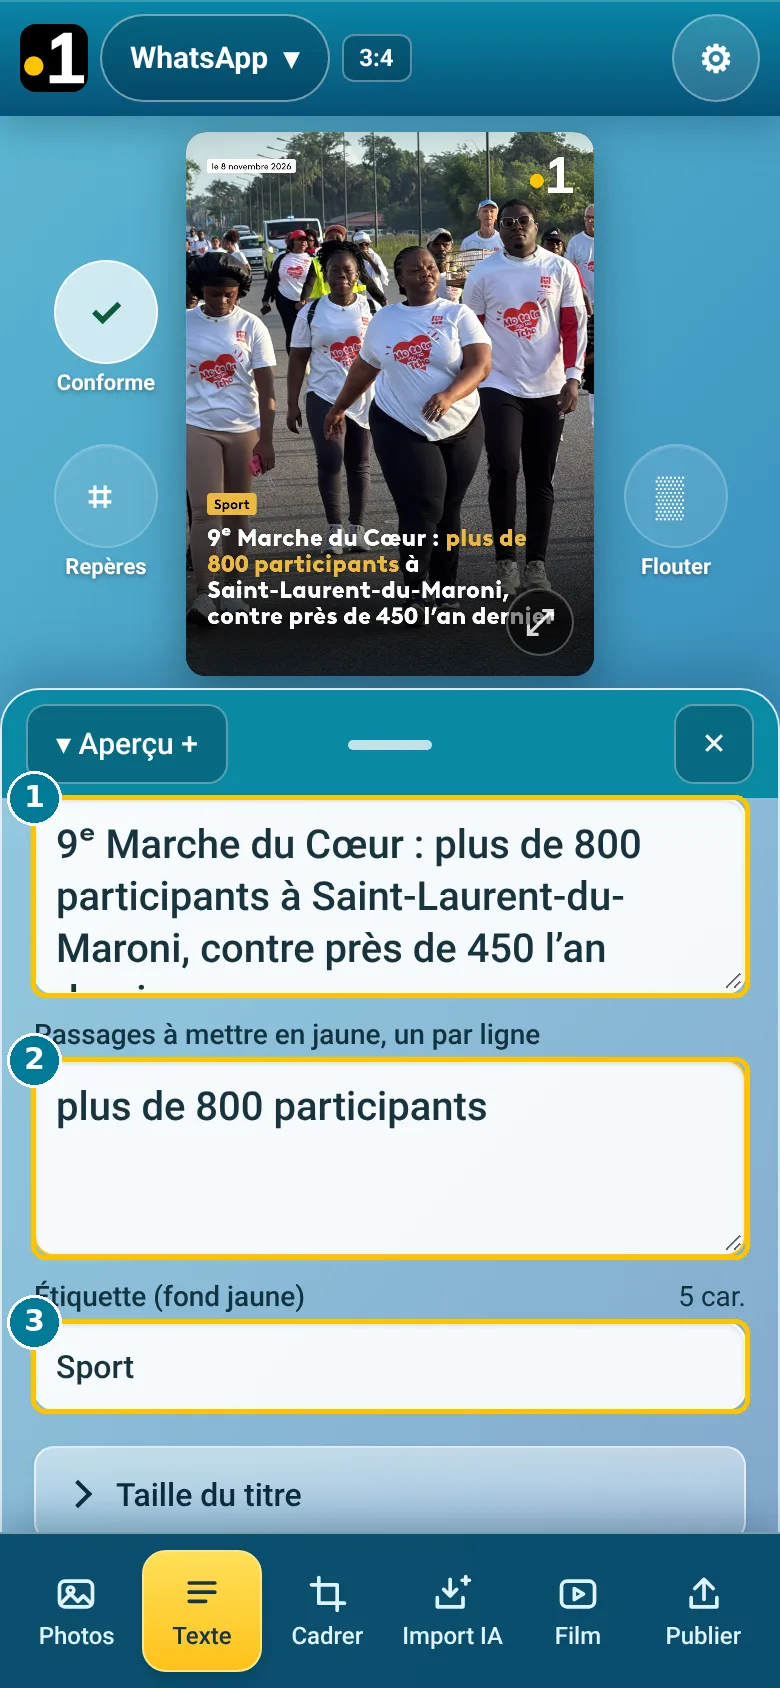 1
WhatsApp ▼
3:4
le 8 novembre 2026
1
Conforme
Repères
Flouter
Sport
9e Marche du Cœur : plus de
800 participants à
Saint-Laurent-du-Maroni,
contre près de 450 l’an dernier
▾ Aperçu +
×
1
9ᵉ Marche du Cœur : plus de 800
participants à Saint-Laurent-du-
Maroni, contre près de 450 l’an
Passages à mettre en jaune, un par ligne
2
plus de 800 participants
Étiquette (fond jaune)
5 car.
3
Sport
Taille du titre
Photos
Texte
Cadrer
Import IA
Film
Publier